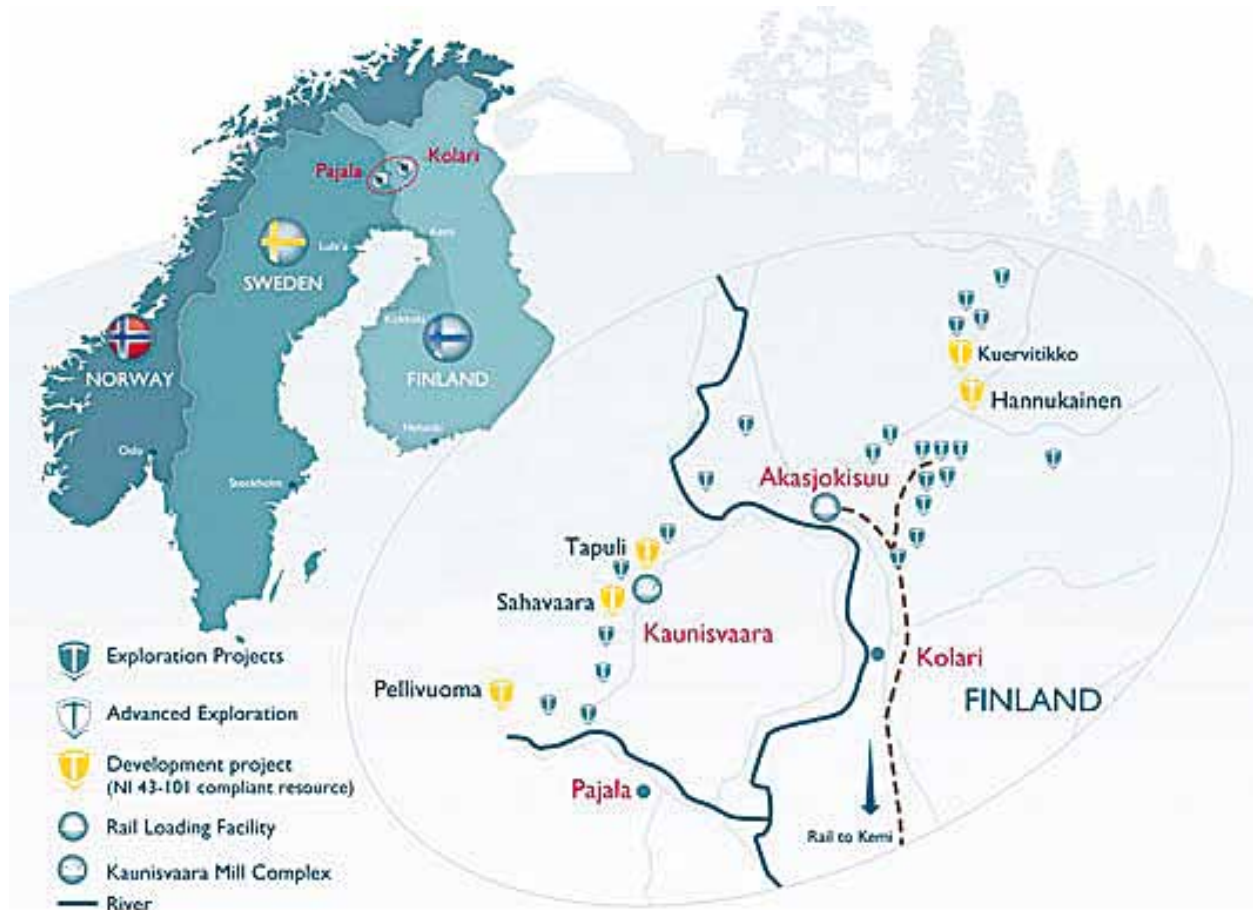 Kolari
Pajala
Kemi
SWEDEN
Kokkola
NORWAY
FINLAND
Helsinki
Oslo
Stockholm
Kuervitikko
Hannukainen
Akasjokisuu
Tapuli
Sahavaara
Kaunisvaara
Kolari
Pellivuoma
FINLAND
Pajala
Rail to Kemi
Exploration Projects
Advanced Exploration
Development project
(NI 43-101 compliant resource)
Rail Loading Facility
Kaunisvaara Mill Complex
River